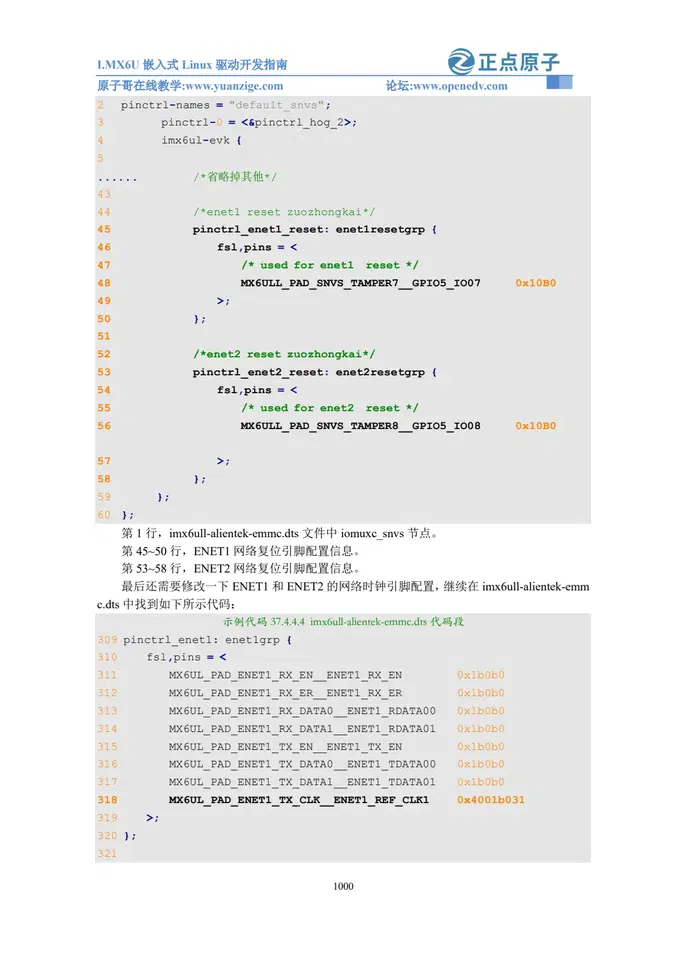 I.MX6U 嵌入式 Linux 驱动开发指南
正点原子
原子哥在线教学:www.yuanzige.com 论坛:www.openedv.com
2 pinctrl-names = "default_snvs";
3 pinctrl-0 = <&pinctrl_hog_2>;
4 imx6ul-evk {
5
...... /*省略掉其他*/
43
44 /*enet1 reset zuozhongkai*/
45 pinctrl_enet1_reset: enet1resetgrp {
46 fsl,pins = <
47 /* used for enet1 reset */
48 MX6ULL_PAD_SNVS_TAMPER7__GPIO5_IO07 0x10B0
49 >;
50 };
51
52 /*enet2 reset zuozhongkai*/
53 pinctrl_enet2_reset: enet2resetgrp {
54 fsl,pins = <
55 /* used for enet2 reset */
56 MX6ULL_PAD_SNVS_TAMPER8__GPIO5_IO08 0x10B0
57 >;
58 };
59 };
60 };
第 1 行，imx6ull-alientek-emmc.dts 文件中 iomuxc_snvs 节点。
第 45~50 行，ENET1 网络复位引脚配置信息。
第 53~58 行，ENET2 网络复位引脚配置信息。
最后还需要修改一下 ENET1 和 ENET2 的网络时钟引脚配置，继续在 imx6ull-alientek-emm
c.dts 中找到如下所示代码：
示例代码 37.4.4.4 imx6ull-alientek-emmc.dts 代码段
309 pinctrl_enet1: enet1grp {
310 fsl,pins = <
311 MX6UL_PAD_ENET1_RX_EN__ENET1_RX_EN 0x1b0b0
312 MX6UL_PAD_ENET1_RX_ER__ENET1_RX_ER 0x1b0b0
313 MX6UL_PAD_ENET1_RX_DATA0__ENET1_RDATA00 0x1b0b0
314 MX6UL_PAD_ENET1_RX_DATA1__ENET1_RDATA01 0x1b0b0
315 MX6UL_PAD_ENET1_TX_EN__ENET1_TX_EN 0x1b0b0
316 MX6UL_PAD_ENET1_TX_DATA0__ENET1_TDATA00 0x1b0b0
317 MX6UL_PAD_ENET1_TX_DATA1__ENET1_TDATA01 0x1b0b0
318 MX6UL_PAD_ENET1_TX_CLK__ENET1_REF_CLK1 0x4001b031
319 >;
320 };
321
1000